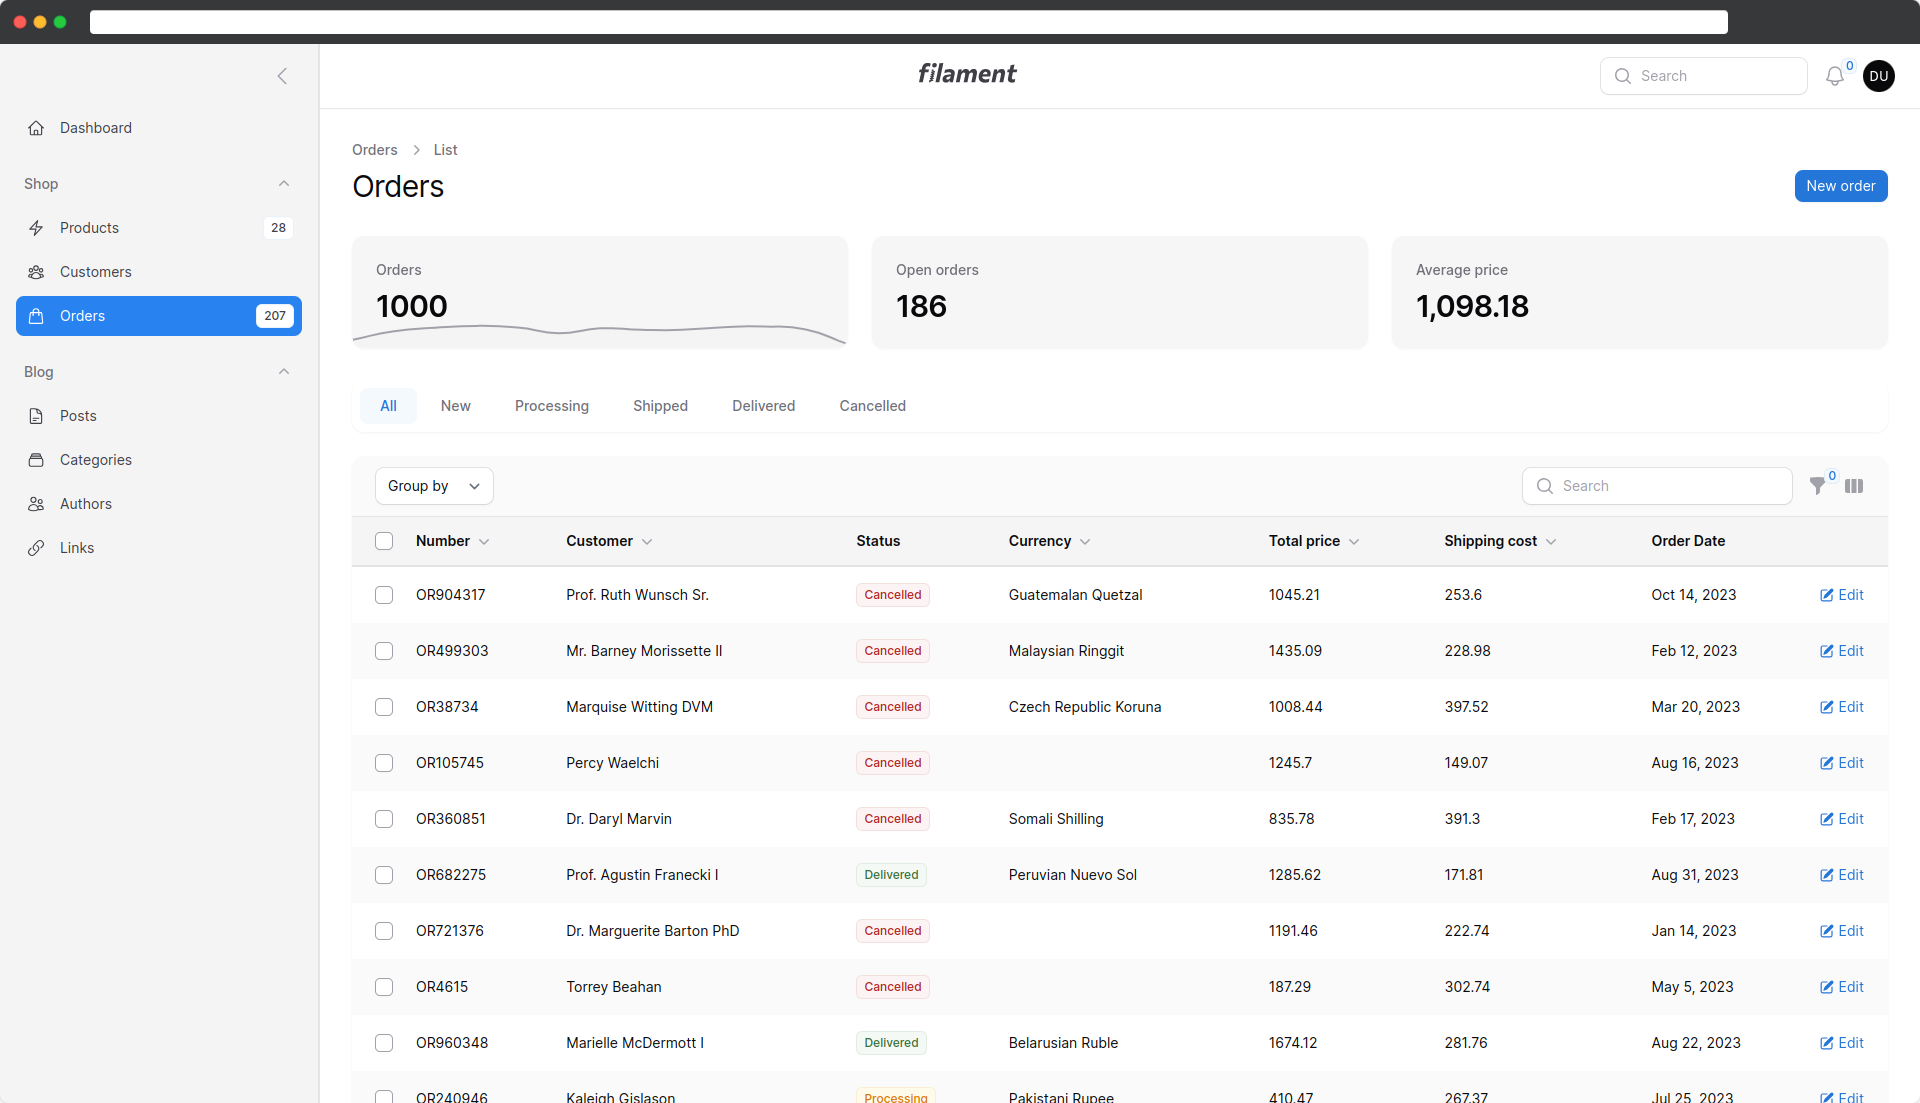 filament
Search
0
DU
Dashboard
Shop
Products 28
Customers
Orders 207
Blog
Posts
Categories
Authors
Links
Orders > List
Orders
New order
Orders
1000
Open orders
186
Average price
1,098.18
All New Processing Shipped Delivered Cancelled
Group by
Search
0
Number Customer Status Currency Total price Shipping cost Order Date
OR904317 Prof. Ruth Wunsch Sr. Cancelled Guatemalan Quetzal 1045.21 253.6 Oct 14, 2023 Edit
OR499303 Mr. Barney Morissette II Cancelled Malaysian Ringgit 1435.09 228.98 Feb 12, 2023 Edit
OR38734 Marquise Witting DVM Cancelled Czech Republic Koruna 1008.44 397.52 Mar 20, 2023 Edit
OR105745 Percy Waelchi Cancelled 1245.7 149.07 Aug 16, 2023 Edit
OR360851 Dr. Daryl Marvin Cancelled Somali Shilling 835.78 391.3 Feb 17, 2023 Edit
OR682275 Prof. Agustin Franecki I Delivered Peruvian Nuevo Sol 1285.62 171.81 Aug 31, 2023 Edit
OR721376 Dr. Marguerite Barton PhD Cancelled 1191.46 222.74 Jan 14, 2023 Edit
OR4615 Torrey Beahan Cancelled 187.29 302.74 May 5, 2023 Edit
OR960348 Marielle McDermott I Delivered Belarusian Ruble 1674.12 281.76 Aug 22, 2023 Edit
OR240946 Kaleigh Gislason Processing Pakistani Rupee 410.47 267.37 Jul 25, 2023 Edit